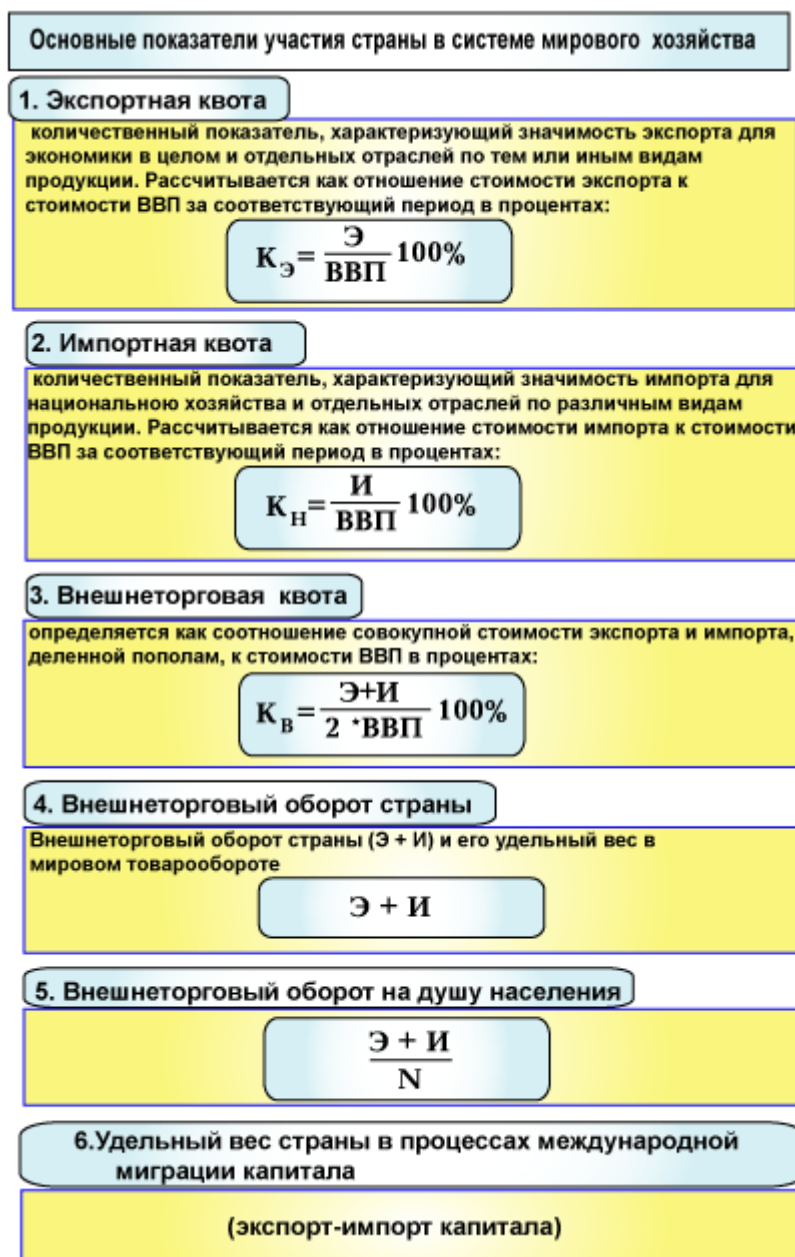 Основные показатели участия страны в системе мирового хозяйства
1. Экспортная квота
количественный показатель, характеризующий значимость экспорта для
экономики в целом и отдельных отраслей по тем или иным видам
продукции. Рассчитывается как отношение стоимости экспорта к
стоимости ВВП за соответствующий период в процентах:
К Э = Э / ВВП 100%
2. Импортная квота
количественный показатель, характеризующий значимость импорта для
национальною хозяйства и отдельных отраслей по различным видам
продукции. Рассчитывается как отношение стоимости импорта к стоимости
ВВП за соответствующий период в процентах:
К Н = И / ВВП 100%
3. Внешнеторговая квота
определяется как соотношение совокупной стоимости экспорта и импорта,
деленной пополам, к стоимости ВВП в процентах:
К В = Э+И / 2 *ВВП 100%
4. Внешнеторговый оборот страны
Внешнеторговый оборот страны (Э + И) и его удельный вес в
мировом товарообороте
Э + И
5. Внешнеторговый оборот на душу населения
Э + И / N
6.Удельный вес страны в процессах международной
миграции капитала
(экспорт-импорт капитала)